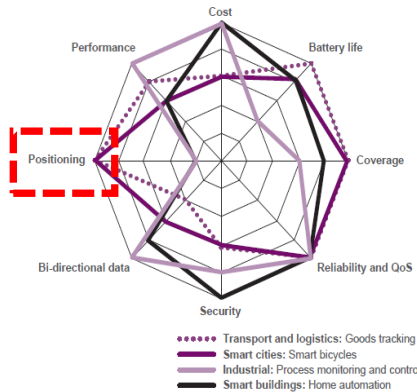 Cost
Performance
Battery life
Positioning
Coverage
Bi-directional data
Reliability and QoS
Security
Transport and logistics: Goods tracking
Smart cities: Smart bicycles
Industrial: Process monitoring and contro
Smart buildings: Home automation